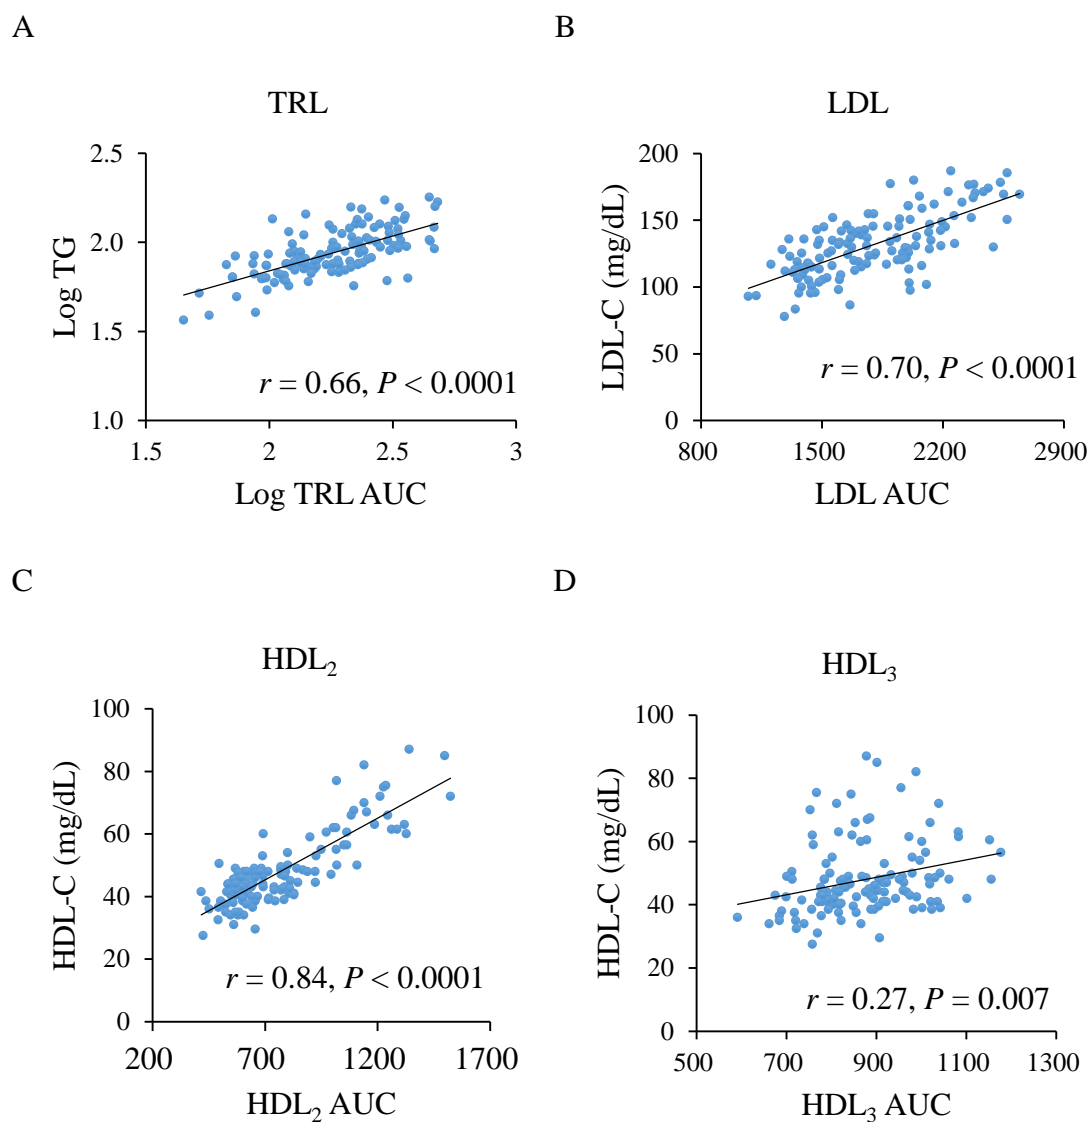 A
TRL
2.5
2.0
1.5
1.0
Log TG
r = 0.66, P < 0.0001
1.5 2 2.5 3
Log TRL AUC
B
LDL
200
150
100
50
0
LDL-C (mg/dL)
r = 0.70, P < 0.0001
800 1500 2200 2900
LDL AUC
C
HDL₂
100
80
60
40
20
0
HDL-C (mg/dL)
r = 0.84, P < 0.0001
200 700 1200 1700
HDL₂ AUC
D
HDL₃
100
80
60
40
20
0
HDL-C (mg/dL)
r = 0.27, P = 0.007
500 700 900 1100 1300
HDL₃ AUC